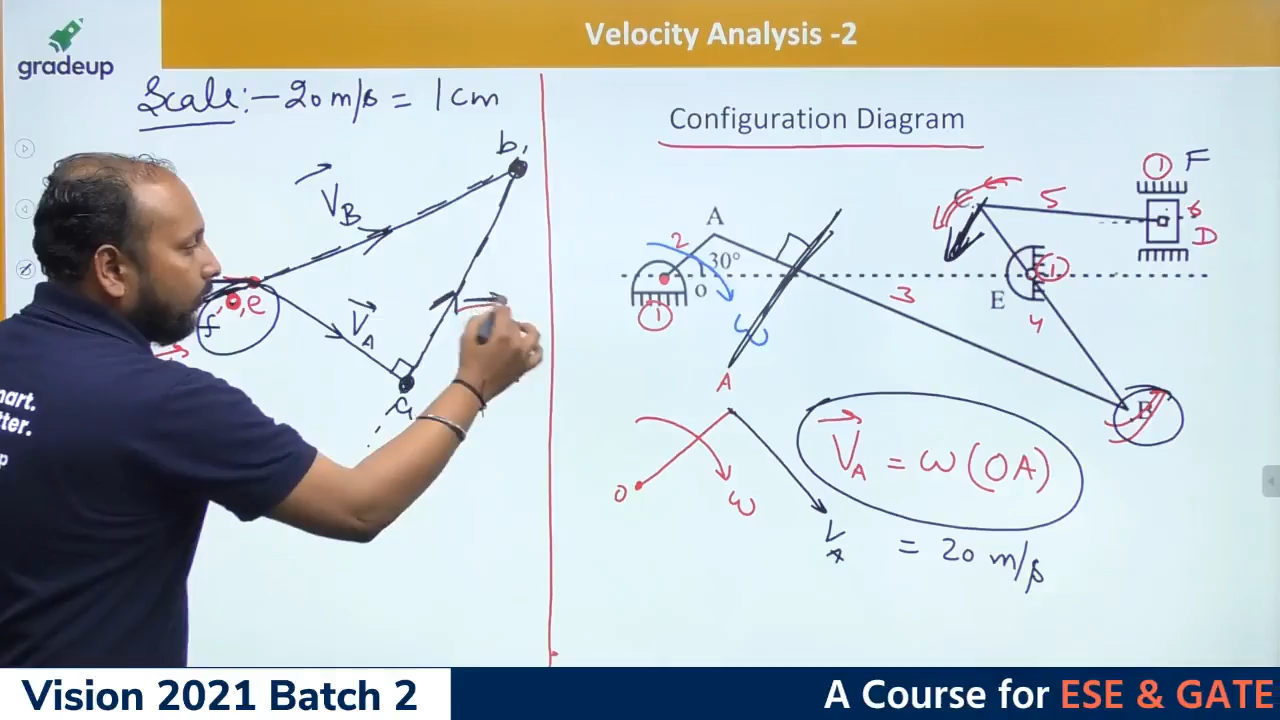 gradeup
Velocity Analysis -2
Scale:- 20 m/s = 1 cm
b,
V_B
e
f
V_A
a
Configuration Diagram
1 F
A
2
30°
O
1
ω
3
C
5
6
D
1
E
4
B
A
O
ω
V_A
V_A = ω(OA)
= 20 m/s
Vision 2021 Batch 2
A Course for ESE & GATE